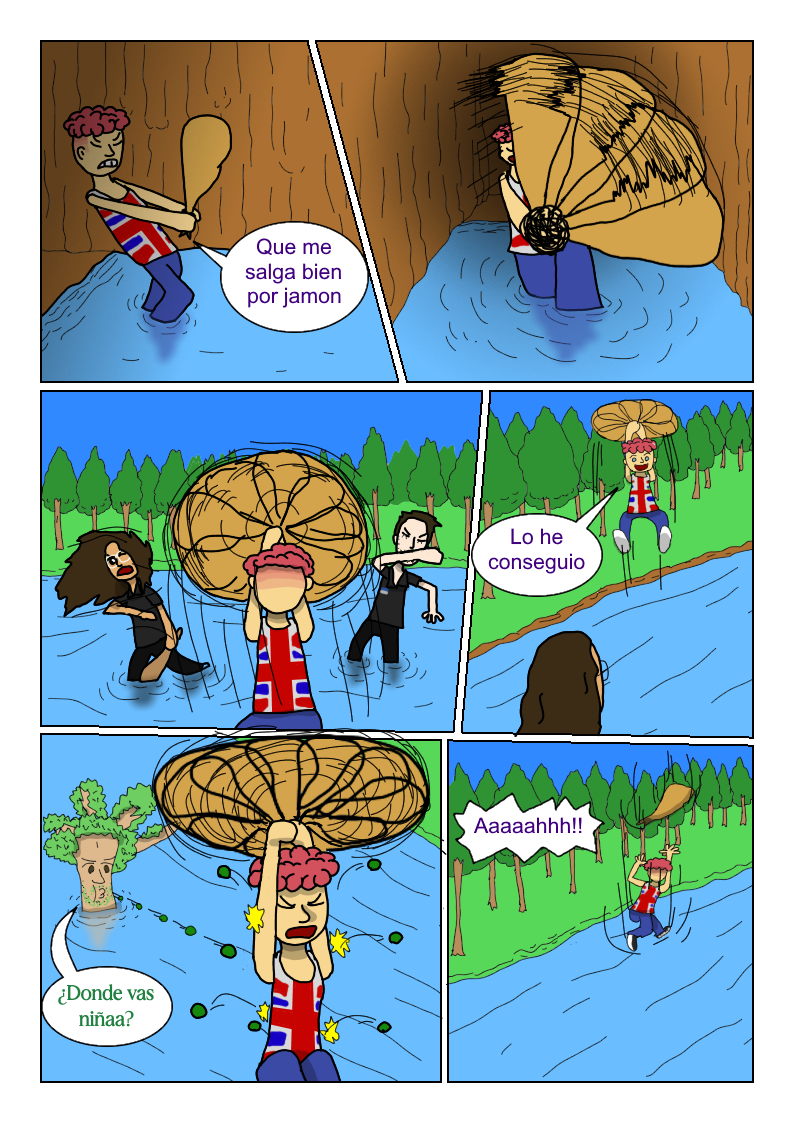 Que me
salga bien
por jamon
Lo he
conseguio
¿Donde vas
niñaa?
Aaaaahhh!!